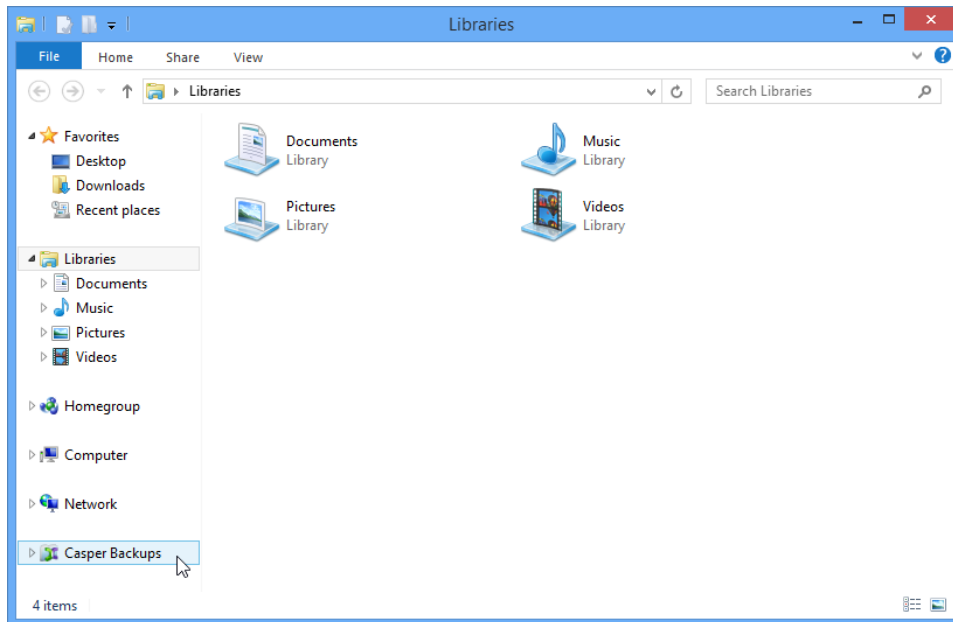 Libraries
File Home Share View
Libraries Search Libraries
Favorites
Desktop
Downloads
Recent places
Libraries
Documents
Music
Pictures
Videos
Homegroup
Computer
Network
Casper Backups
Documents
Library
Music
Library
Pictures
Library
Videos
Library
4 items